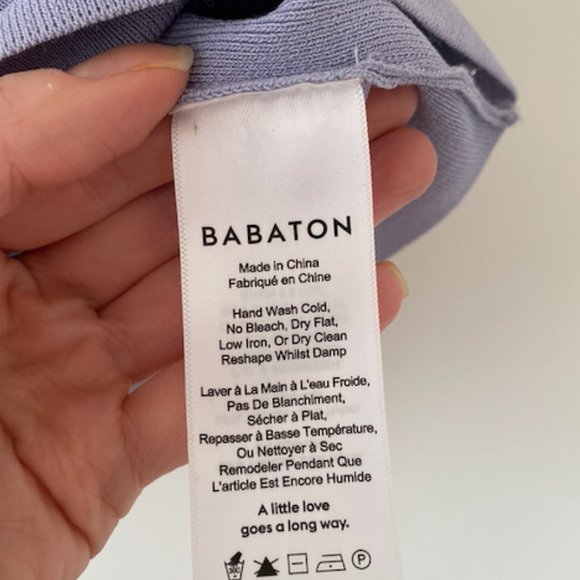 BABATON
Made in China
Fabriqué en Chine
Hand Wash Cold,
No Bleach, Dry Flat,
Low Iron, Or Dry Clean
Reshape Whilst Damp
Laver à La Main à L'eau Froide,
Pas De Blanchiment,
Sécher à Plat,
Repasser à Basse Température,
Ou Nettoyer à Sec
Remodeler Pendant Que
L'article Est Encore Humide
A little love
goes a long way.
P